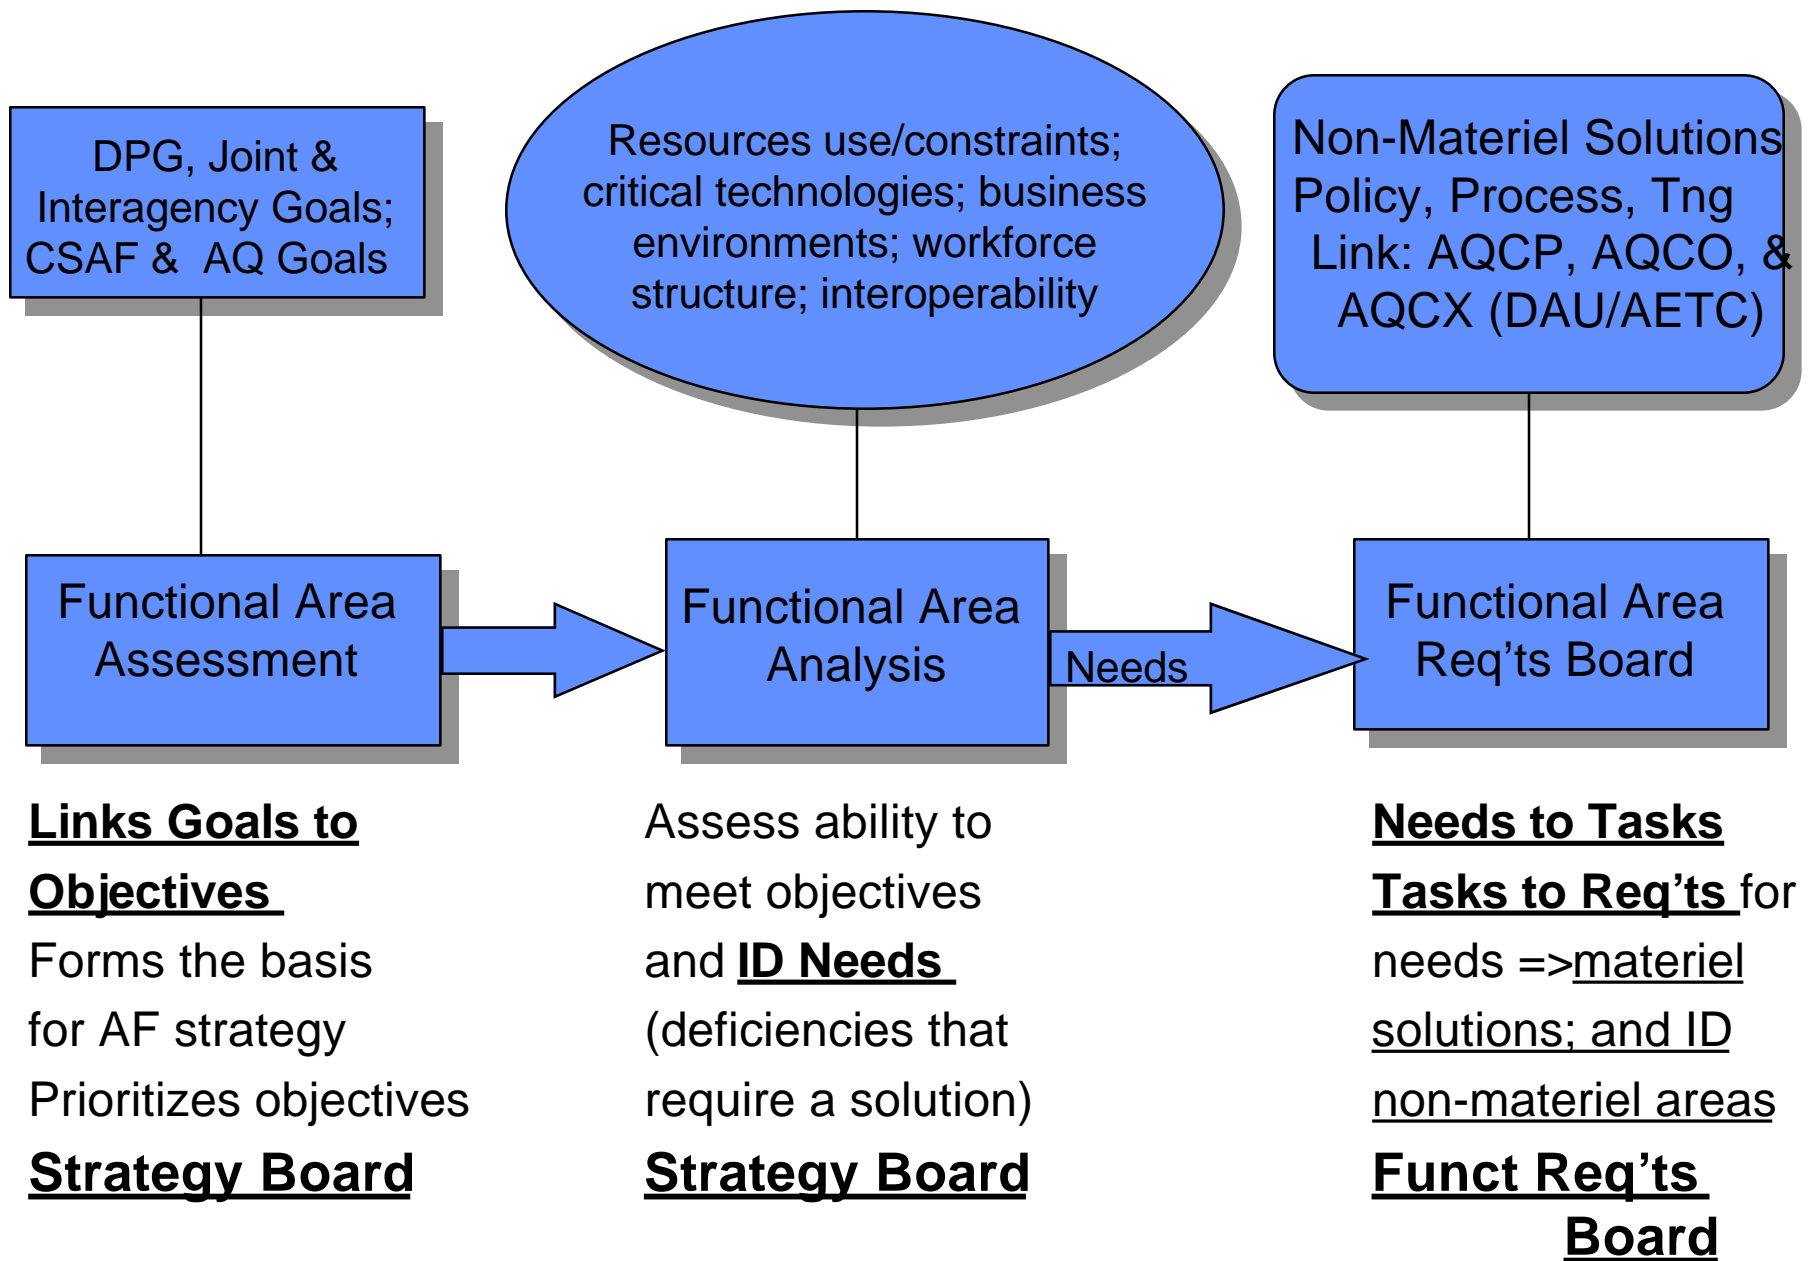 DPG, Joint &
Interagency Goals;
CSAF & AQ Goals
Resources use/constraints;
critical technologies; business
environments; workforce
structure; interoperability
Non-Materiel Solutions
Policy, Process, Tng
Link: AQCP, AQCO, &
AQCX (DAU/AETC)
Functional Area
Assessment
Functional Area
Analysis
Needs
Functional Area
Req’ts Board
Links Goals to
Objectives
Forms the basis
for AF strategy
Prioritizes objectives
Strategy Board
Assess ability to
meet objectives
and ID Needs
(deficiencies that
require a solution)
Strategy Board
Needs to Tasks
Tasks to Req’ts for
needs =>materiel
solutions; and ID
non-materiel areas
Funct Req’ts
Board